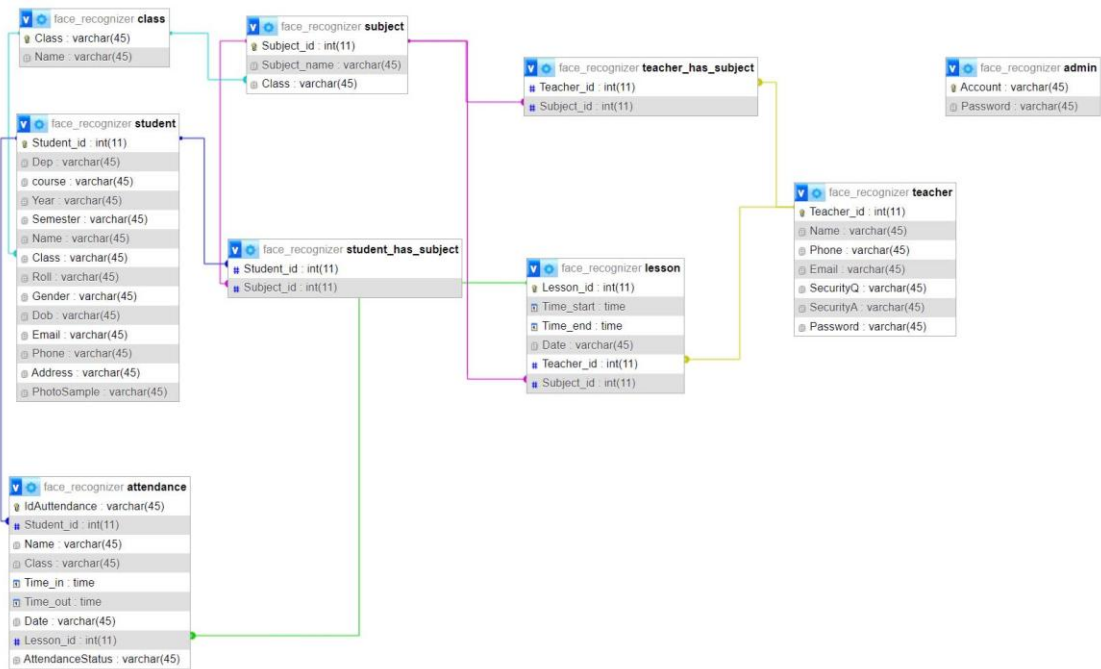 face_recognizer class
Class : varchar(45)
Name : varchar(45)
face_recognizer subject
Subject_id : int(11)
Subject_name : varchar(45)
Class : varchar(45)
face_recognizer teacher_has_subject
Teacher_id : int(11)
Subject_id : int(11)
face_recognizer admin
Account : varchar(45)
Password : varchar(45)
face_recognizer student
Student_id : int(11)
Dep : varchar(45)
course : varchar(45)
Year : varchar(45)
Semester : varchar(45)
Name : varchar(45)
Class : varchar(45)
Roll : varchar(45)
Gender : varchar(45)
Dob : varchar(45)
Email : varchar(45)
Phone : varchar(45)
Address : varchar(45)
PhotoSample : varchar(45)
face_recognizer student_has_subject
Student_id : int(11)
Subject_id : int(11)
face_recognizer lesson
Lesson_id : int(11)
Time_start : time
Time_end : time
Date : varchar(45)
Teacher_id : int(11)
Subject_id : int(11)
face_recognizer teacher
Teacher_id : int(11)
Name : varchar(45)
Phone : varchar(45)
Email : varchar(45)
SecurityQ : varchar(45)
SecurityA : varchar(45)
Password : varchar(45)
face_recognizer attendance
IdAuttendance : varchar(45)
Student_id : int(11)
Name : varchar(45)
Class : varchar(45)
Time_in : time
Time_out : time
Date : varchar(45)
Lesson_id : int(11)
AttendanceStatus : varchar(45)